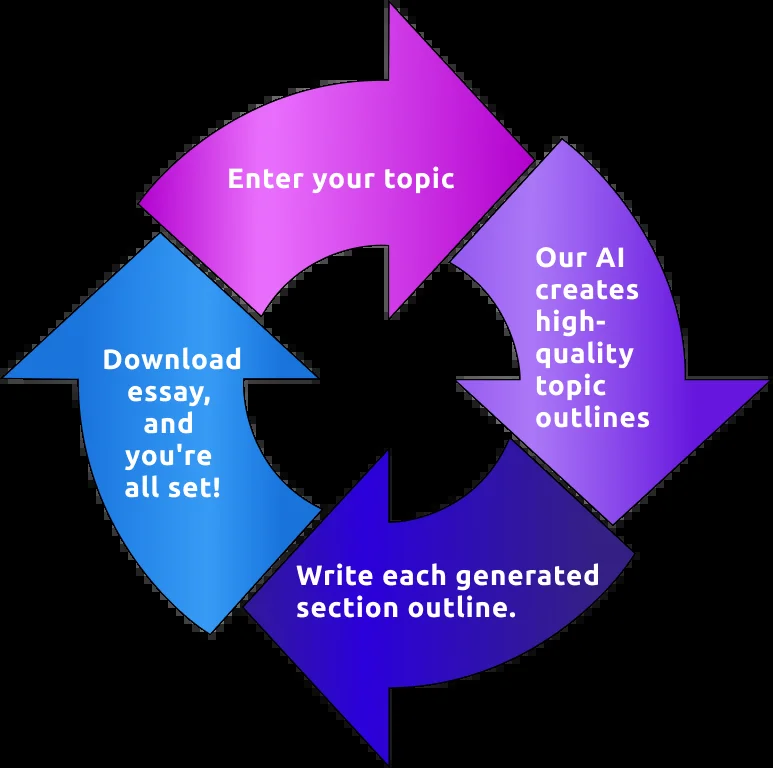 Enter your topic
Our AI
creates
high-
quality
topic
outlines
Write each generated
section outline.
Download
essay,
and
you're
all set!